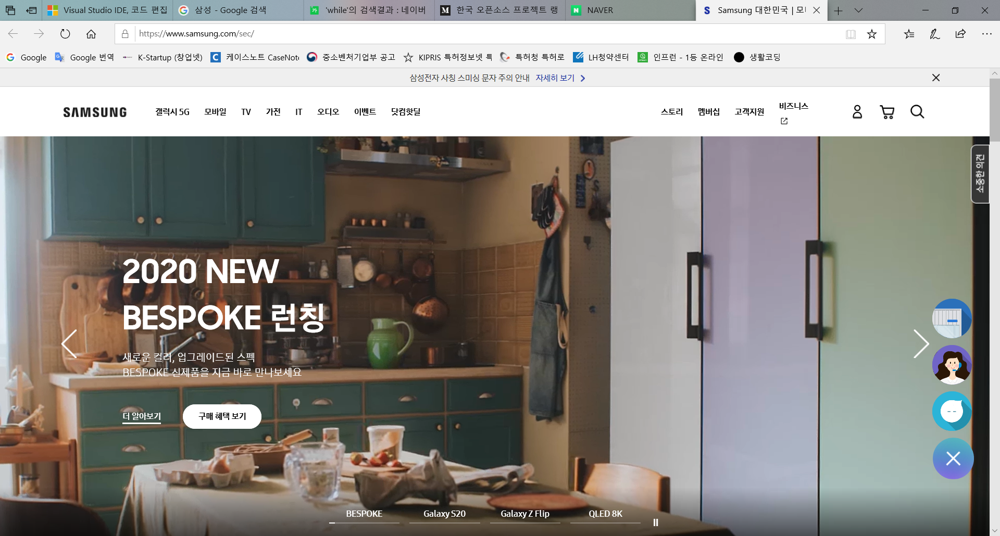 Visual Studio IDE, 코드 편집
삼성 - Google 검색
'while'의 검색결과 : 네이버
한국 오픈소스 프로젝트 랭
NAVER
Samsung 대한민국 | 모
https://www.samsung.com/sec/
Google
Google 번역
K-Startup (창업넷)
케이스노트 CaseNot
중소벤처기업부 공고
KIPRIS 특허정보넷 특
특허청 특허로
LH청약센터
인프런 - 1등 온라인
생활코딩
삼성전자 사칭 스미싱 문자 주의 안내 자세히 보기
SAMSUNG
갤럭시 5G
모바일
TV
가전
IT
오디오
이벤트
닷컴핫딜
스토리
멤버십
고객지원
비즈니스
소중한 의견
2020 NEW
BESPOKE 런칭
새로운 컬러, 업그레이드된 스펙
BESPOKE 신제품을 지금 바로 만나보세요
더 알아보기
구매 혜택 보기
BESPOKE
Galaxy S20
Galaxy Z Flip
QLED 8K